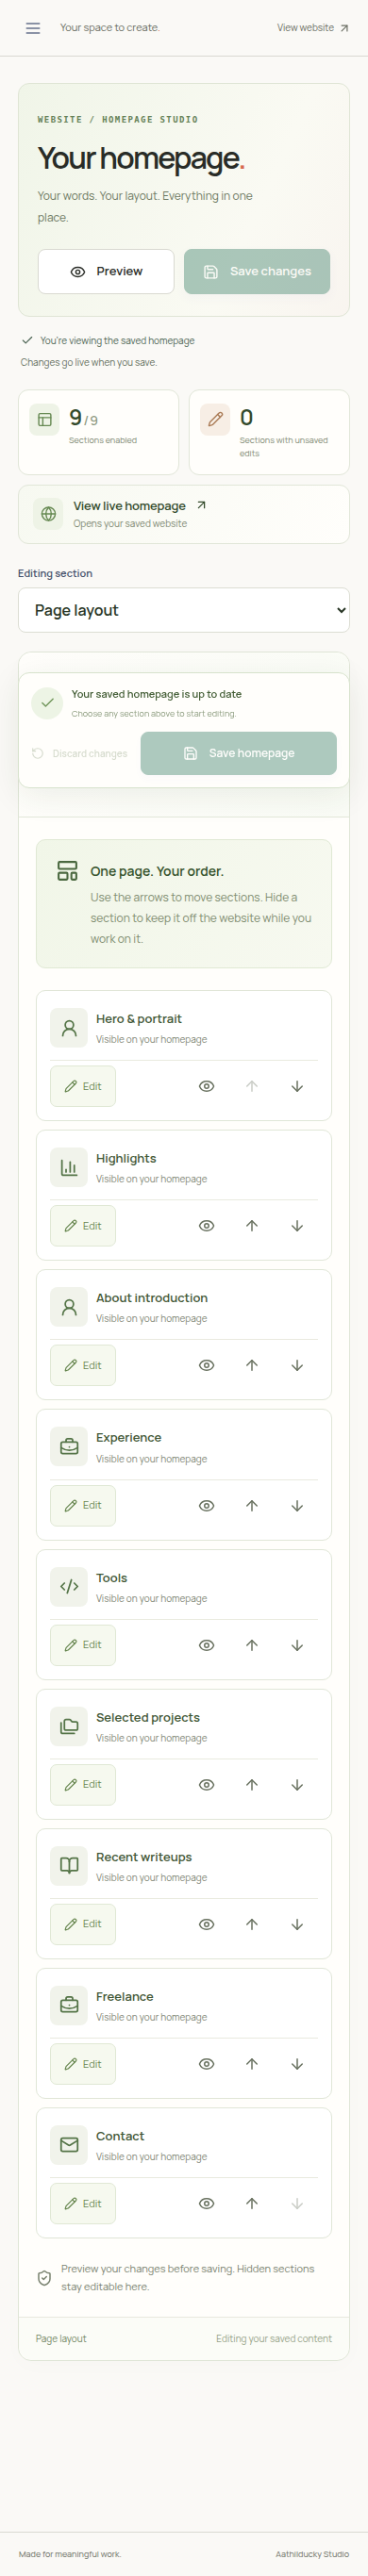 Your space to create.
View website
WEBSITE / HOMEPAGE STUDIO
Your homepage.
Your words. Your layout. Everything in one
place.
Preview
Save changes
You're viewing the saved homepage
Changes go live when you save.
9 / 9
Sections enabled
0
Sections with unsaved
edits
View live homepage
Opens your saved website
Editing section
Page layout
Your saved homepage is up to date
Choose any section above to start editing.
Discard changes
Save homepage
One page. Your order.
Use the arrows to move sections. Hide a
section to keep it off the website while you
work on it.
Hero & portrait
Visible on your homepage
Edit
Highlights
Visible on your homepage
Edit
About introduction
Visible on your homepage
Edit
Experience
Visible on your homepage
Edit
Tools
Visible on your homepage
Edit
Selected projects
Visible on your homepage
Edit
Recent writeups
Visible on your homepage
Edit
Freelance
Visible on your homepage
Edit
Contact
Visible on your homepage
Edit
Preview your changes before saving. Hidden sections
stay editable here.
Page layout
Editing your saved content
Made for meaningful work.
Aathilducky Studio